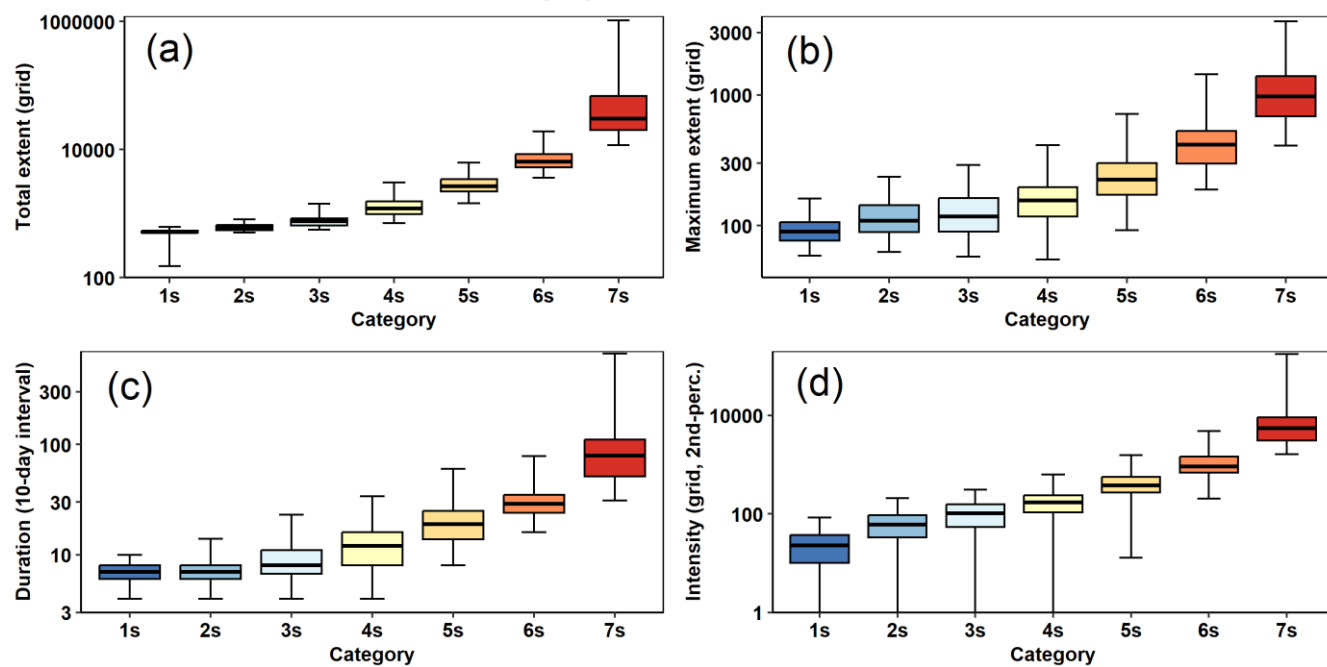 (a)
Total extent (grid)
1000000
10000
100
1s 2s 3s 4s 5s 6s 7s
Category
(b)
Maximum extent (grid)
3000
1000
300
100
1s 2s 3s 4s 5s 6s 7s
Category
(c)
Duration (10-day interval)
300
100
30
10
3
1s 2s 3s 4s 5s 6s 7s
Category
(d)
Intensity (grid, 2nd-perc.)
10000
100
1
1s 2s 3s 4s 5s 6s 7s
Category